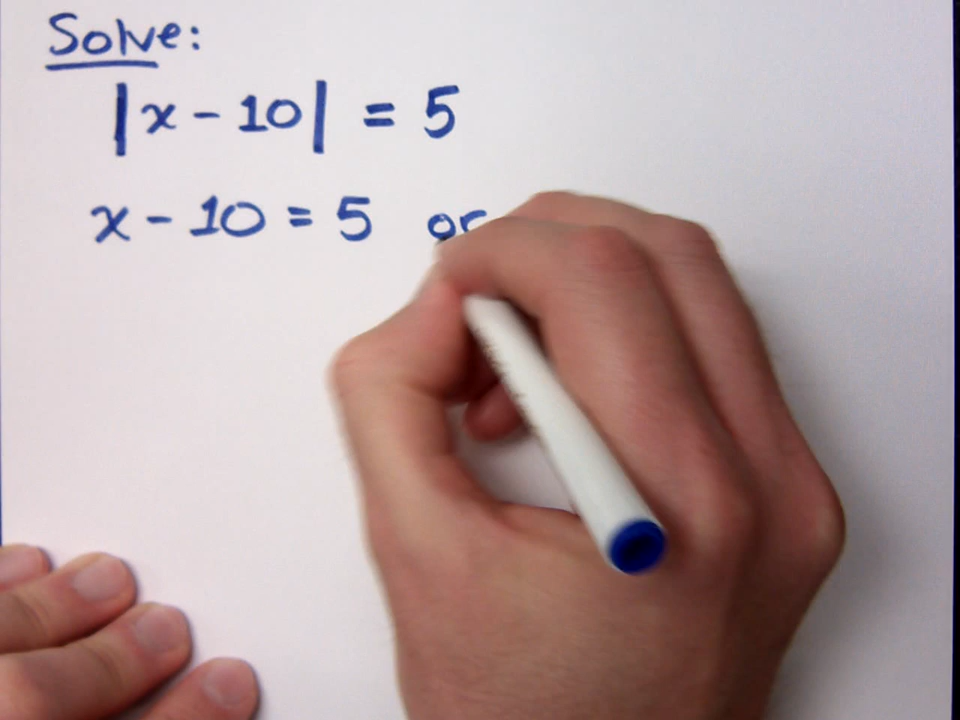 Solve:
|x - 10| = 5
x - 10 = 5 or